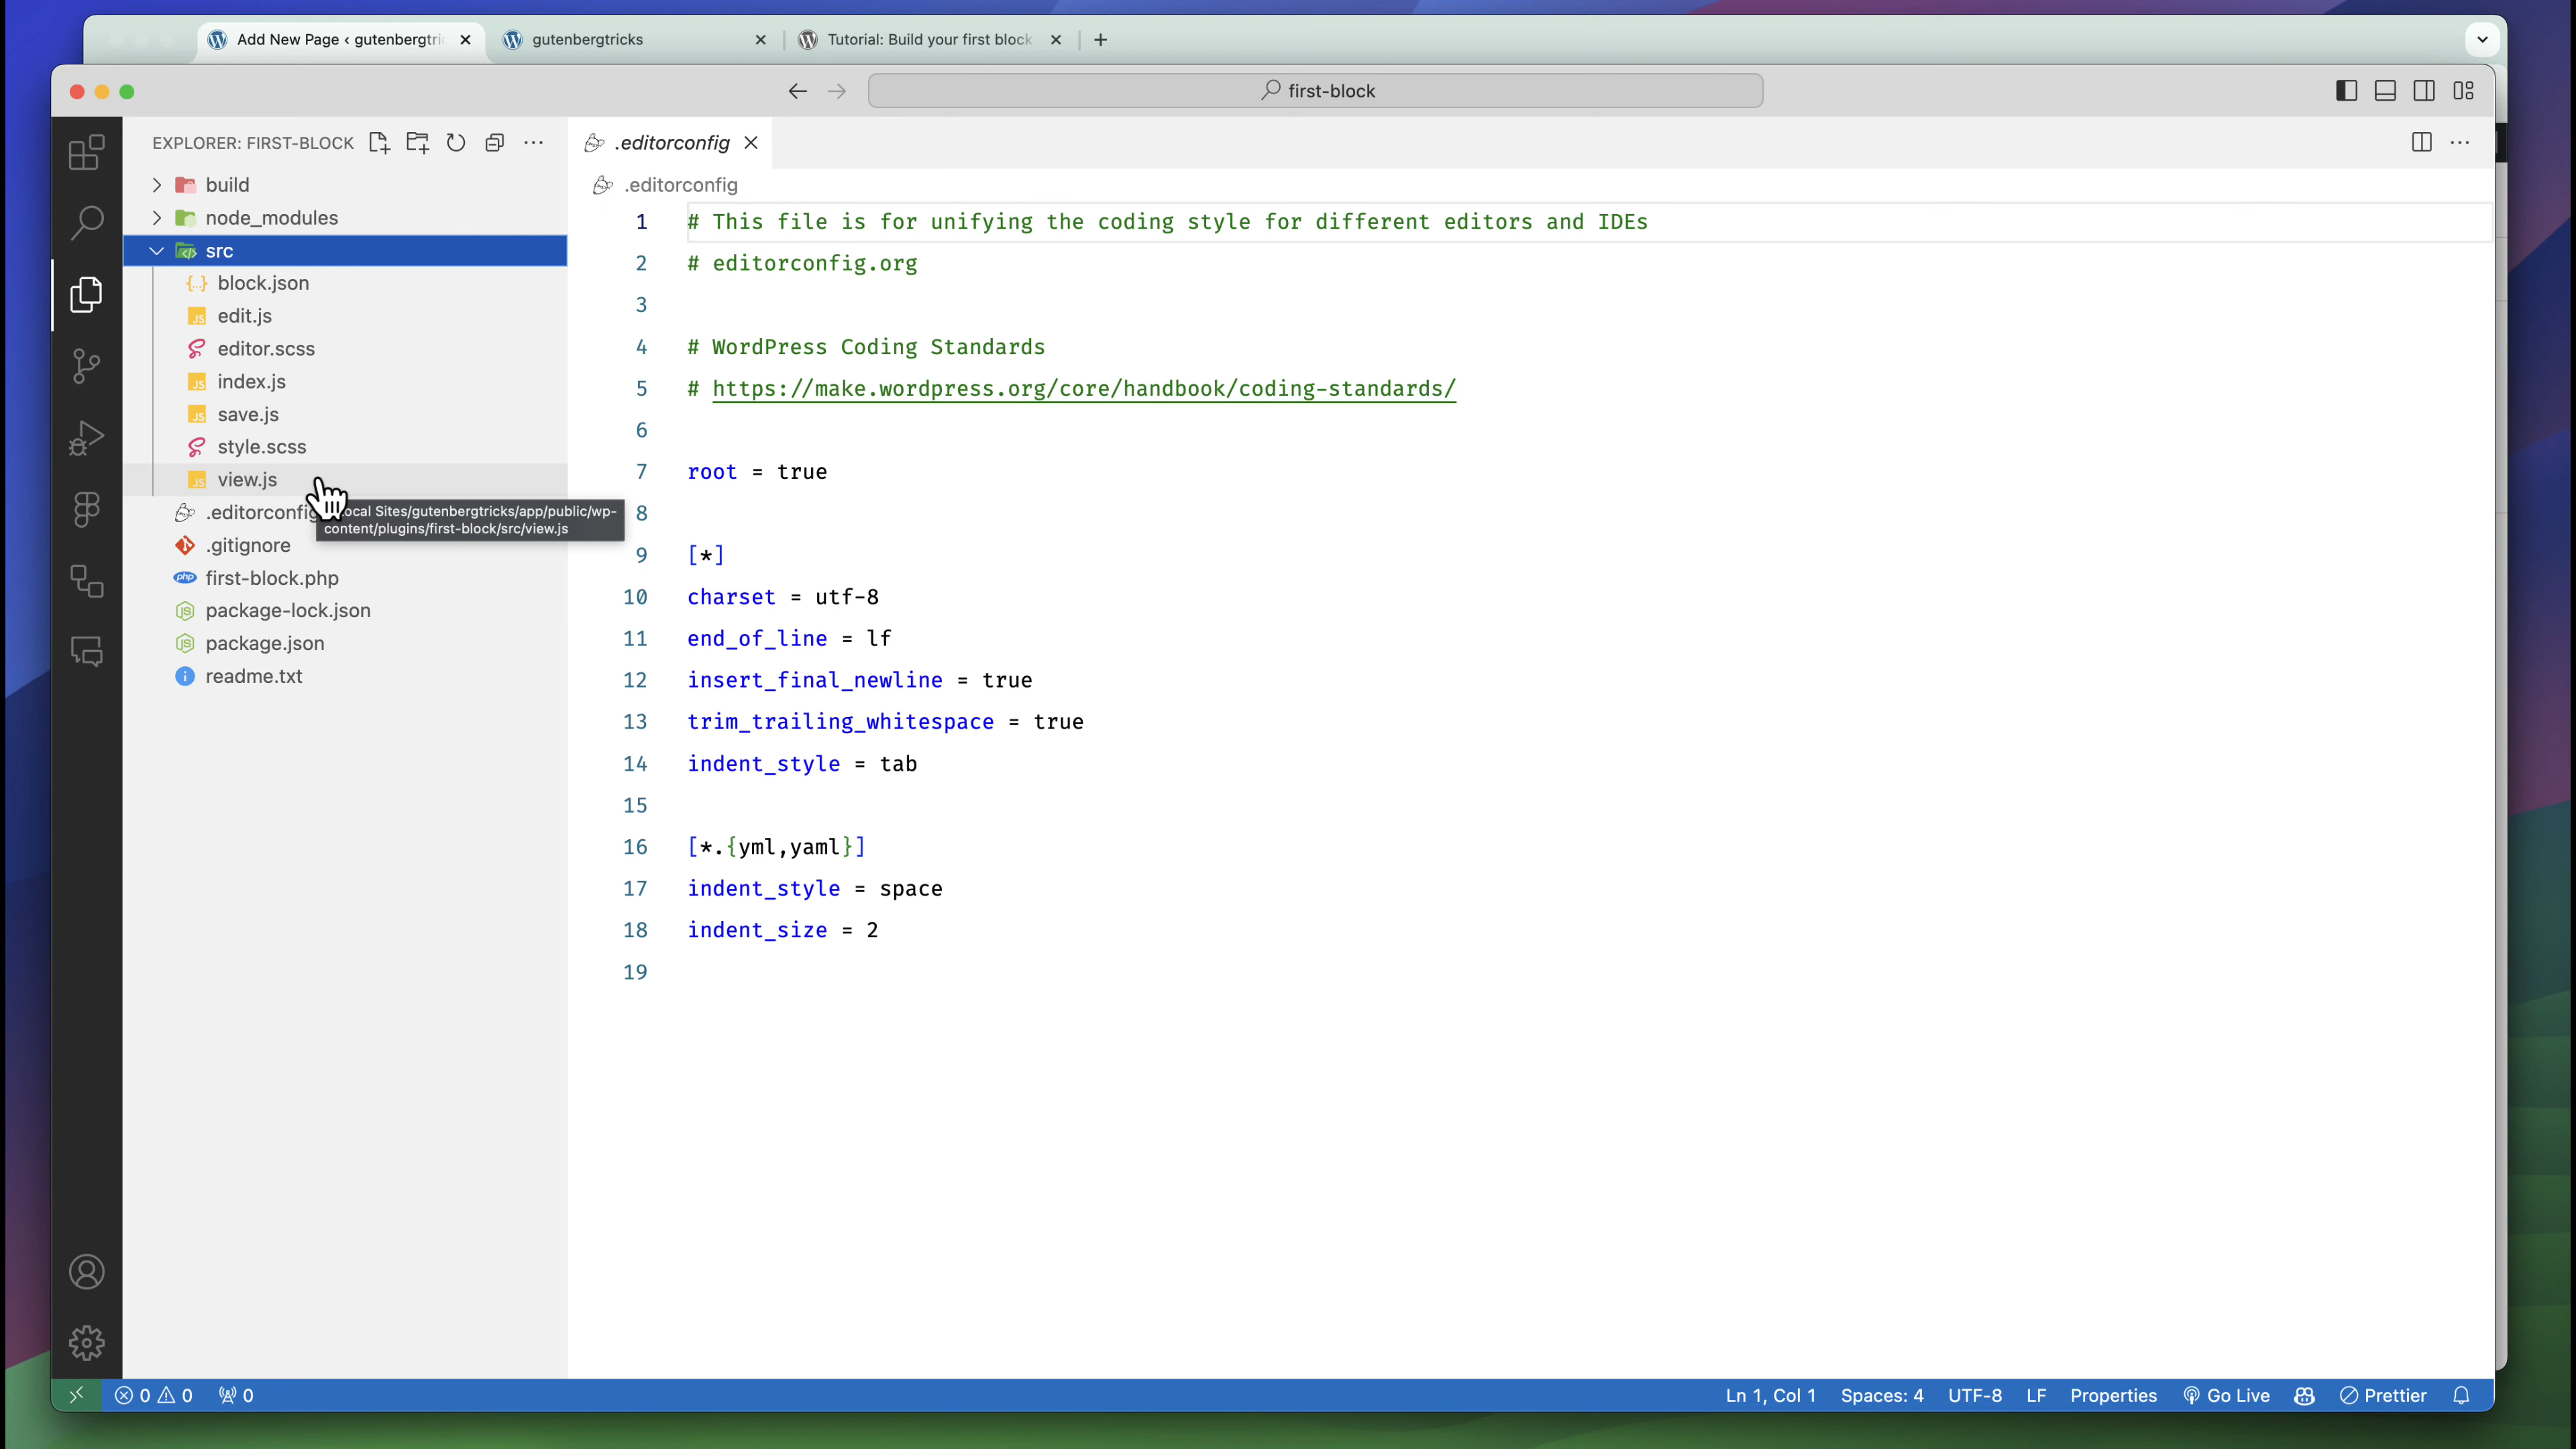 Add New Page ‹ gutenbergtri
gutenbergtricks
Tutorial: Build your first block
first-block
EXPLORER: FIRST-BLOCK
build
node_modules
src
block.json
edit.js
editor.scss
index.js
save.js
style.scss
view.js
.editorconfig
.gitignore
first-block.php
package-lock.json
package.json
readme.txt
ocal Sites/gutenbergtricks/app/public/wp-
content/plugins/first-block/src/view.js
.editorconfig
.editorconfig
1 # This file is for unifying the coding style for different editors and IDEs
2 # editorconfig.org
3
4 # WordPress Coding Standards
5 # https://make.wordpress.org/core/handbook/coding-standards/
6
7 root = true
8
9 [*]
10 charset = utf-8
11 end_of_line = lf
12 insert_final_newline = true
13 trim_trailing_whitespace = true
14 indent_style = tab
15
16 [*.{yml,yaml}]
17 indent_style = space
18 indent_size = 2
19
0 0 0
Ln 1, Col 1 Spaces: 4 UTF-8 LF Properties Go Live Prettier